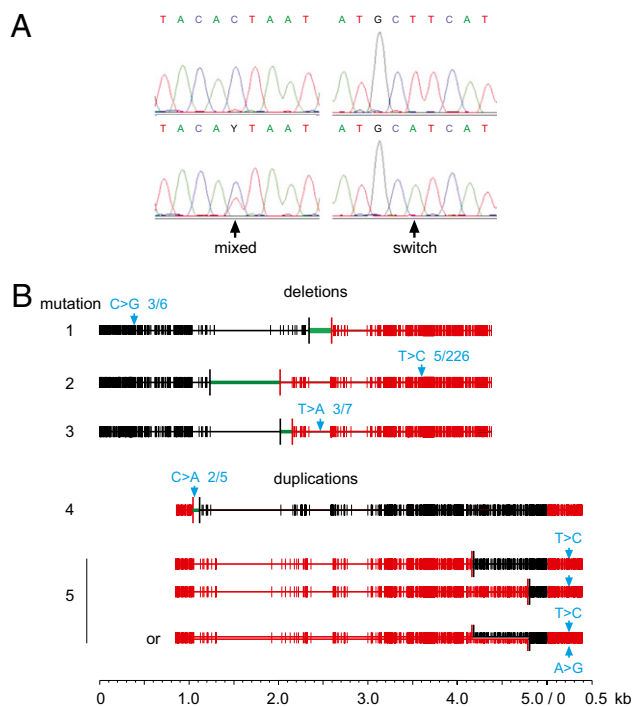 A
T A C A C T A A T
A T G C T T C A T
T A C A Y T A A T
A T G C A T C A T
mixed
switch
B
mutation
C>G 3/6
deletions
1
T>C 5/226
2
T>A 3/7
3
C>A 2/5
duplications
4
T>C
5
T>C
or
A>G
0 1.0 2.0 3.0 4.0 5.0 / 0 0.5 kb